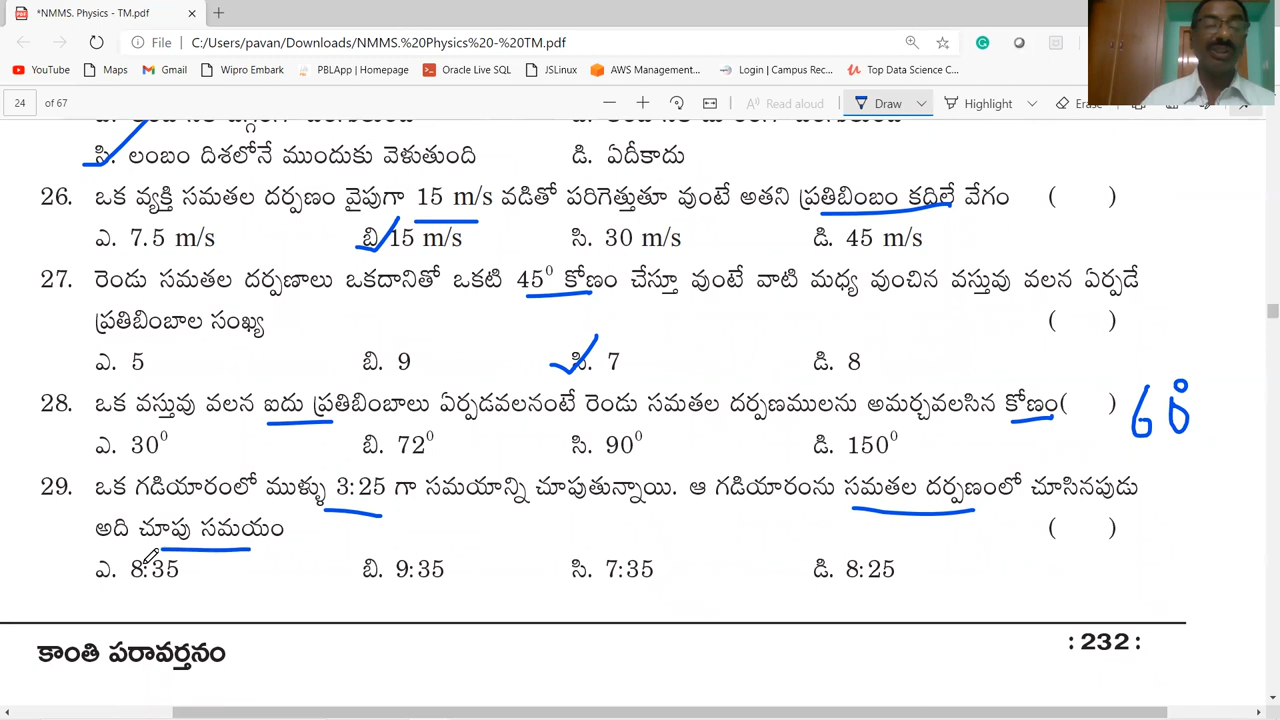 *NMMS. Physics - TM.pdf
File C:/Users/pavan/Downloads/NMMS.%20Physics%20-%20TM.pdf
YouTube Maps Gmail Wipro Embark PBLApp | Homepage Oracle Live SQL JSLinux AWS Management... Login | Campus Rec... Top Data Science C...
24 of 67 Read aloud Draw Highlight Erase
సి. లంబం దిశలోనే ముందుకు వెళుతుంది డి. ఏదీకాదు
26. ఒక వ్యక్తి సమతల దర్పణం వైపుగా 15 m/s వడితో పరిగెత్తుతూ వుంటే అతని ప్రతిబింబం కదిలే వేగం ( )
ఎ. 7.5 m/s బి. 15 m/s సి. 30 m/s డి. 45 m/s
27. రెండు సమతల దర్పణాలు ఒకదానితో ఒకటి 45⁰ కోణం చేస్తూ వుంటే వాటి మధ్య వుంచిన వస్తువు వలన ఏర్పడే
ప్రతిబింబాల సంఖ్య ( )
ఎ. 5 బి. 9 సి. 7 డి. 8
28. ఒక వస్తువు వలన ఐదు ప్రతిబింబాలు ఏర్పడవలనంటే రెండు సమతల దర్పణములను అమర్చవలసిన కోణం( ) 60
ఎ. 30⁰ బి. 72⁰ సి. 90⁰ డి. 150⁰
29. ఒక గడియారంలో ముళ్ళు 3:25 గా సమయాన్ని చూపుతున్నాయి. ఆ గడియారంను సమతల దర్పణంలో చూసినపుడు
అది చూపు సమయం ( )
ఎ. 8:35 బి. 9:35 సి. 7:35 డి. 8:25
కాంతి పరావర్తనం :232: